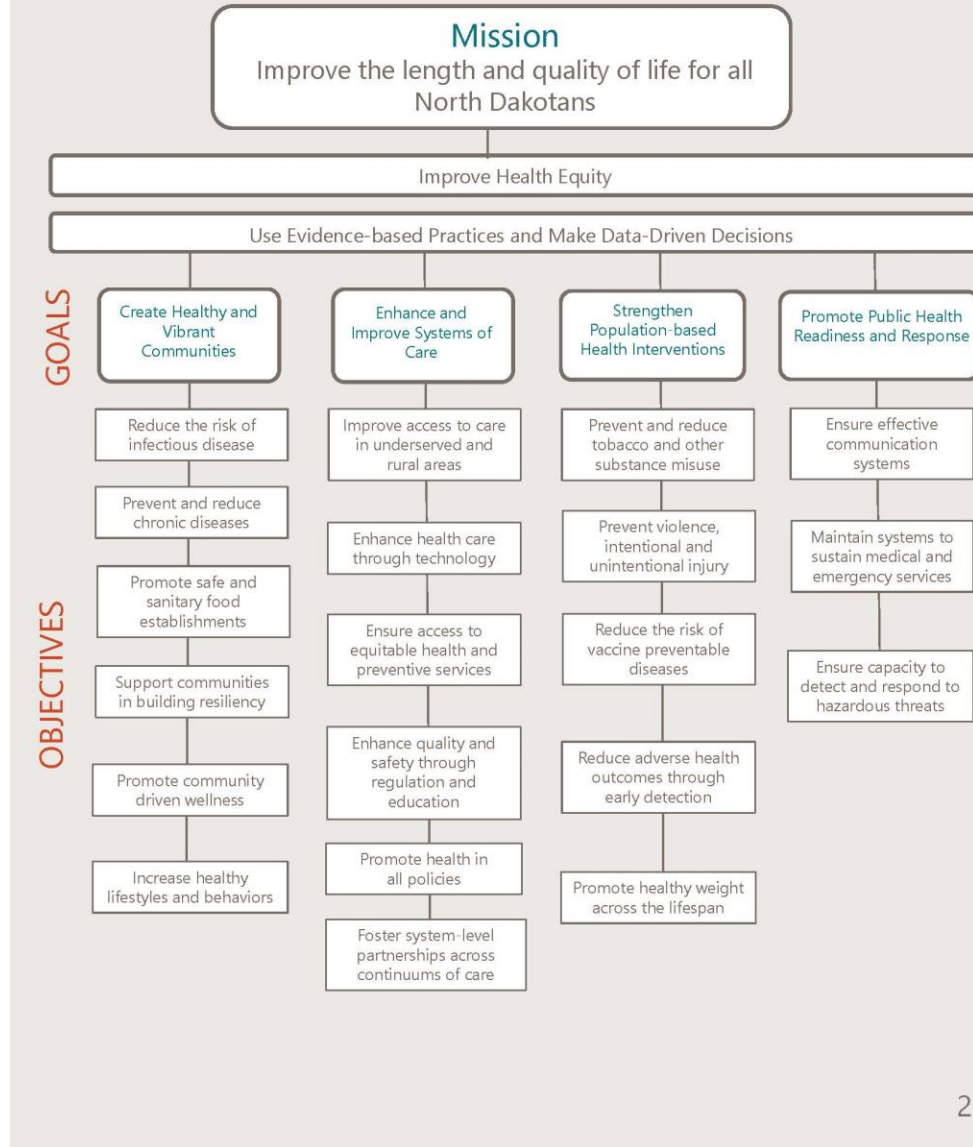 Mission
Improve the length and quality of life for all
North Dakotans
Improve Health Equity
Use Evidence-based Practices and Make Data-Driven Decisions
GOALS
Create Healthy and
Vibrant
Communities
Enhance and
Improve Systems of
Care
Strengthen
Population-based
Health Interventions
Promote Public Health
Readiness and Response
OBJECTIVES
Reduce the risk of
infectious disease
Prevent and reduce
chronic diseases
Promote safe and
sanitary food
establishments
Support communities
in building resiliency
Promote community
driven wellness
Increase healthy
lifestyles and behaviors
Improve access to care
in underserved and
rural areas
Enhance health care
through technology
Ensure access to
equitable health and
preventive services
Enhance quality and
safety through
regulation and
education
Promote health in
all policies
Foster system-level
partnerships across
continuums of care
Prevent and reduce
tobacco and other
substance misuse
Prevent violence,
intentional and
unintentional injury
Reduce the risk of
vaccine preventable
diseases
Reduce adverse health
outcomes through
early detection
Promote healthy weight
across the lifespan
Ensure effective
communication
systems
Maintain systems to
sustain medical and
emergency services
Ensure capacity to
detect and respond to
hazardous threats
2